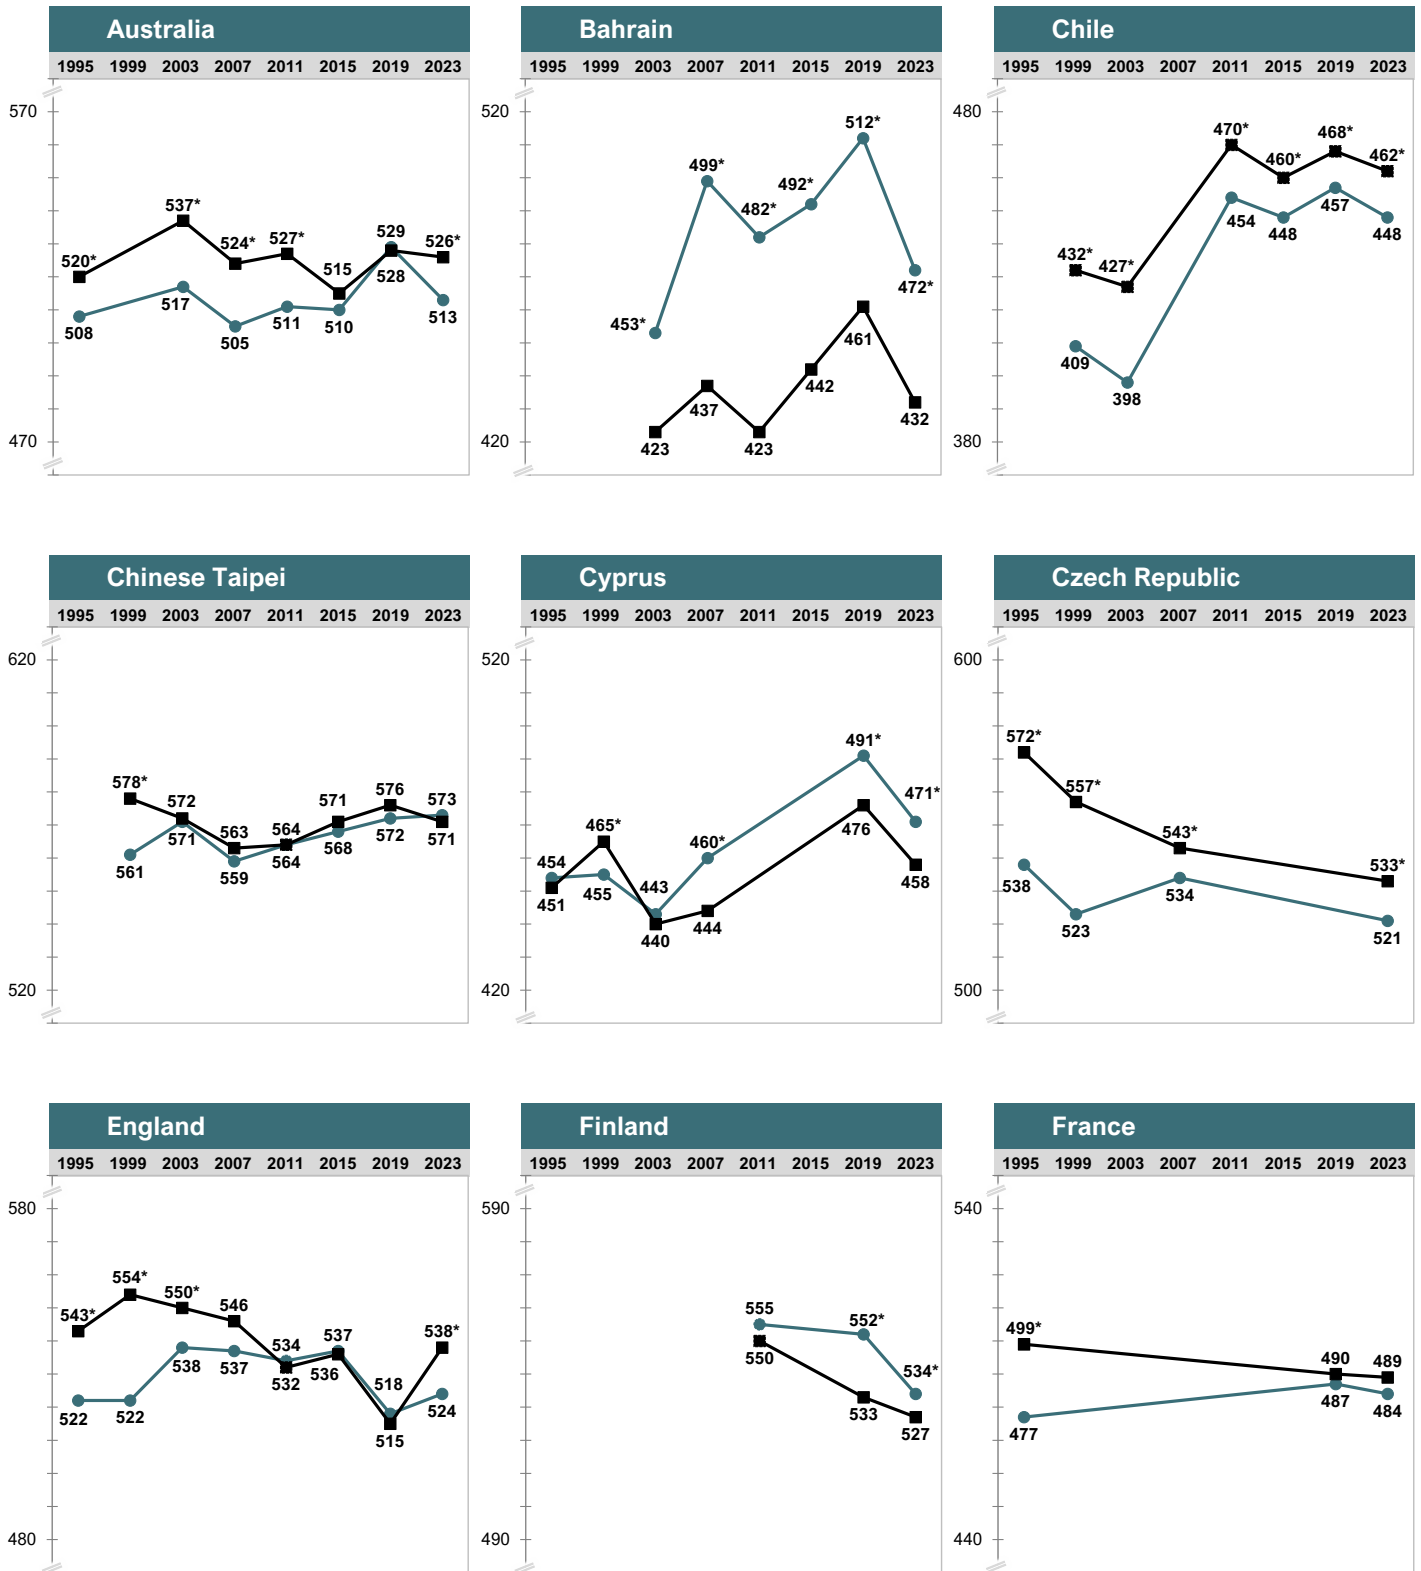 Australia Bahrain Chile
1995 1999 2003 2007 2011 2015 2019 2023 1995 1999 2003 2007 2011 2015 2019 2023 1995 1999 2003 2007 2011 2015 2019 2023
570 520 480
520* 537* 524* 527* 515 529 526*
508 517 505 511 510 528 513
470
453* 499* 482* 492* 512* 472*
423 437 423 442 461 432
420
432* 427* 470* 460* 468* 462*
409 398 454 448 457 448
380
Chinese Taipei Cyprus Czech Republic
1995 1999 2003 2007 2011 2015 2019 2023 1995 1999 2003 2007 2011 2015 2019 2023 1995 1999 2003 2007 2011 2015 2019 2023
620 520 600
578* 572 563 564 571 576 573
561 571 559 564 568 572 571
520
454 465* 443 460* 491* 471*
451 455 440 444 476 458
420
572* 557* 543* 533*
538 523 534 521
500
England Finland France
1995 1999 2003 2007 2011 2015 2019 2023 1995 1999 2003 2007 2011 2015 2019 2023 1995 1999 2003 2007 2011 2015 2019 2023
580 590 540
543* 554* 550* 546 534 537 518 538*
522 522 538 537 532 536 515 524
480
555 552* 534*
550 533 527
490
499* 490 489
477 487 484
440